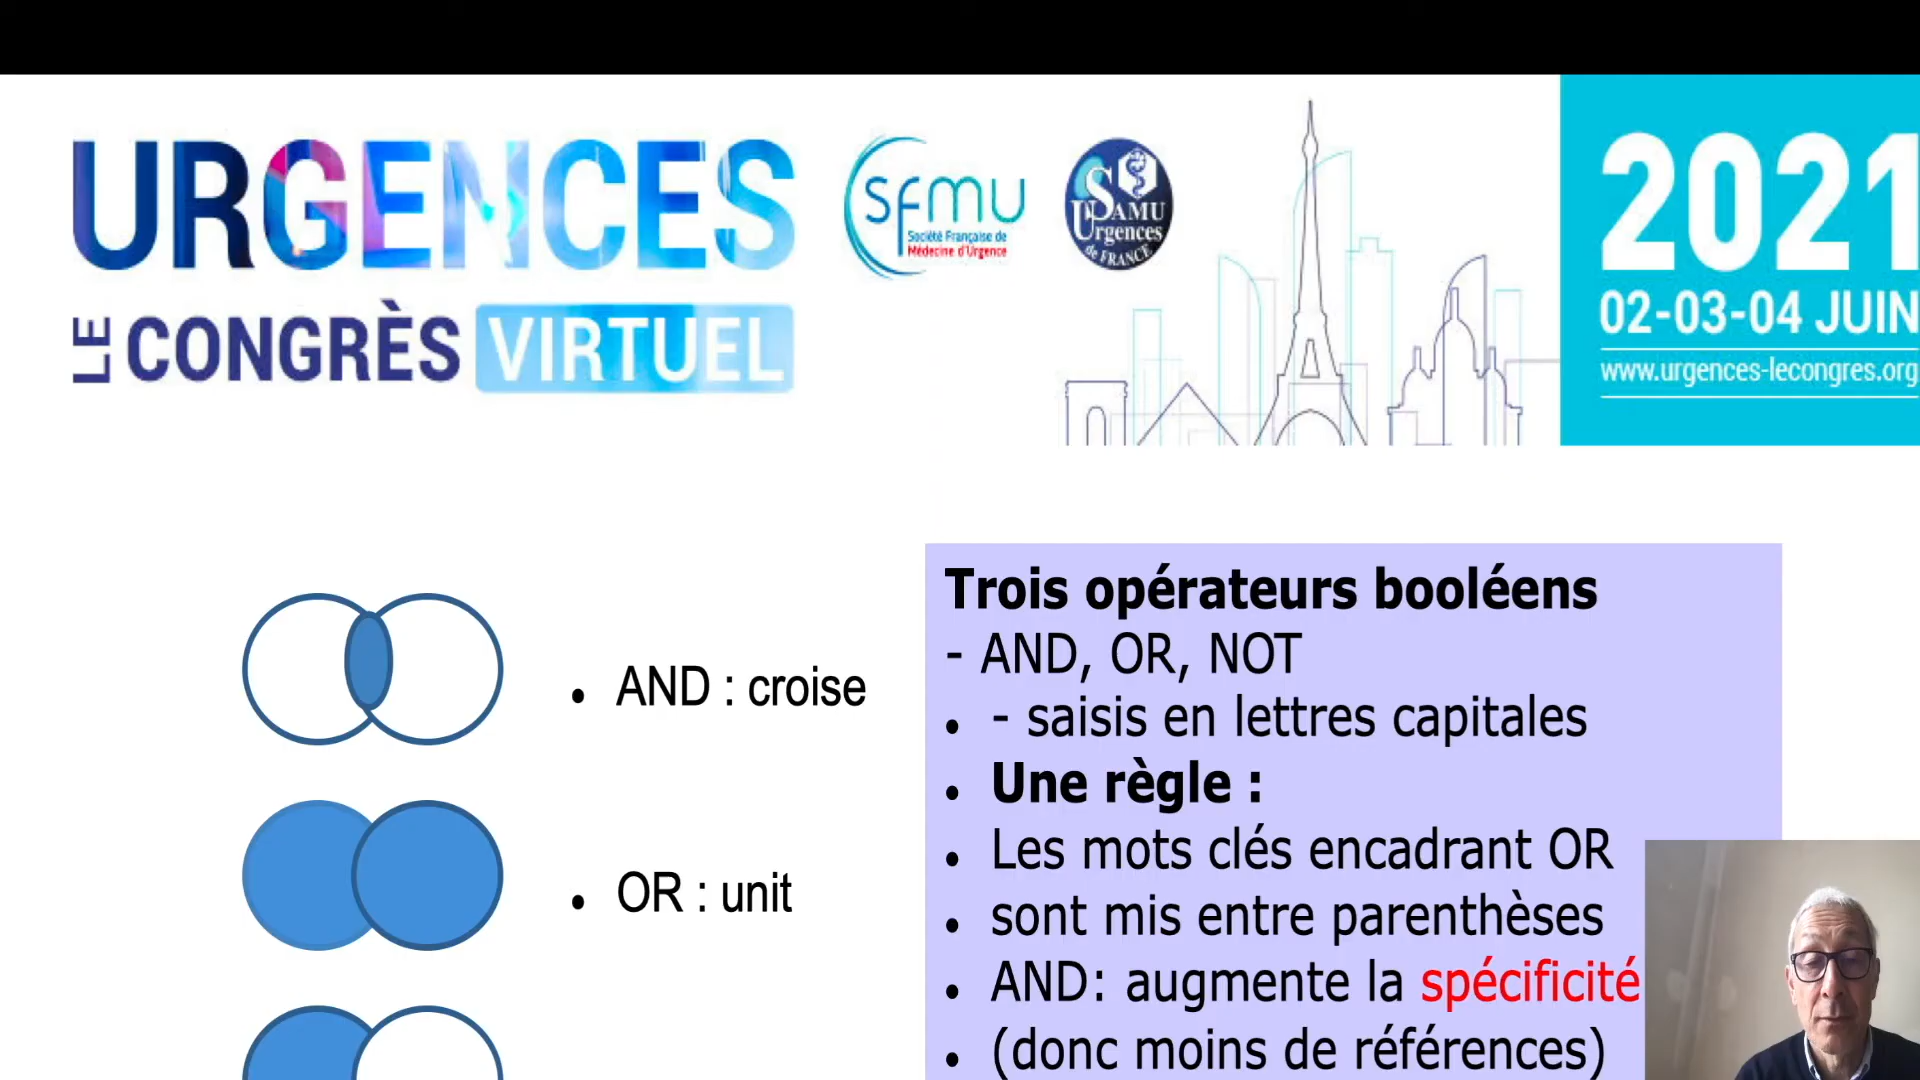 URGENCES
LE CONGRÈS VIRTUEL
sfmu
Société Française de
Médecine d'Urgence
SAMU
Urgences
de FRANCE
2021
02-03-04 JUIN
www.urgences-lecongres.org
• AND : croise
• OR : unit
Trois opérateurs booléens
- AND, OR, NOT
• - saisis en lettres capitales
• Une règle :
• Les mots clés encadrant OR
• sont mis entre parenthèses
• AND: augmente la spécificité
• (donc moins de références)